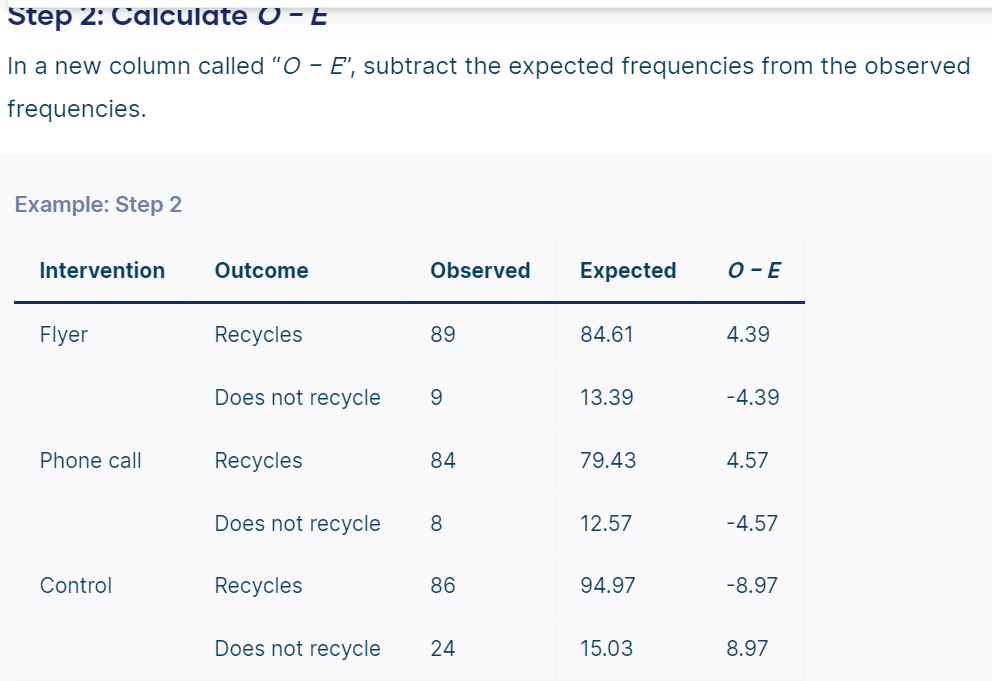 Step 2: Calculate O − E
In a new column called “O − E”, subtract the expected frequencies from the observed
frequencies.
Example: Step 2
Intervention Outcome Observed Expected O − E
Flyer Recycles 89 84.61 4.39
Does not recycle 9 13.39 -4.39
Phone call Recycles 84 79.43 4.57
Does not recycle 8 12.57 -4.57
Control Recycles 86 94.97 -8.97
Does not recycle 24 15.03 8.97